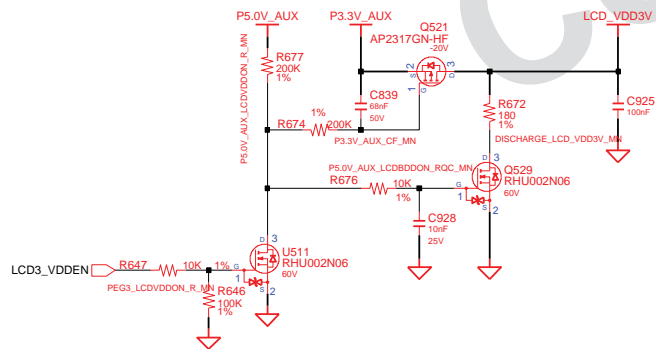 P5.0V_AUX
P3.3V_AUX
LCD_VDD3V
Q521
AP2317GN-HF
-20V
R677
200K
1%
P5.0V_AUX_LCDVDDON_R_MN
2
S
D
3
1
G
C839
68nF
50V
R672
180
1%
C925
100nF
1%
R674
200K
P3.3V_AUX_CF_MN
DISCHARGE_LCD_VDD3V_MN
P5.0V_AUX_LCDBDDON_RQC_MN
D
3
Q529
RHU002N06
60V
R676
10K
1%
G
1
S
2
C928
10nF
25V
D
3
U511
RHU002N06
60V
LCD3_VDDEN
R647
10K
1%
G
1
S
2
PEG3_LCDVDDON_R_MN
R646
100K
1%